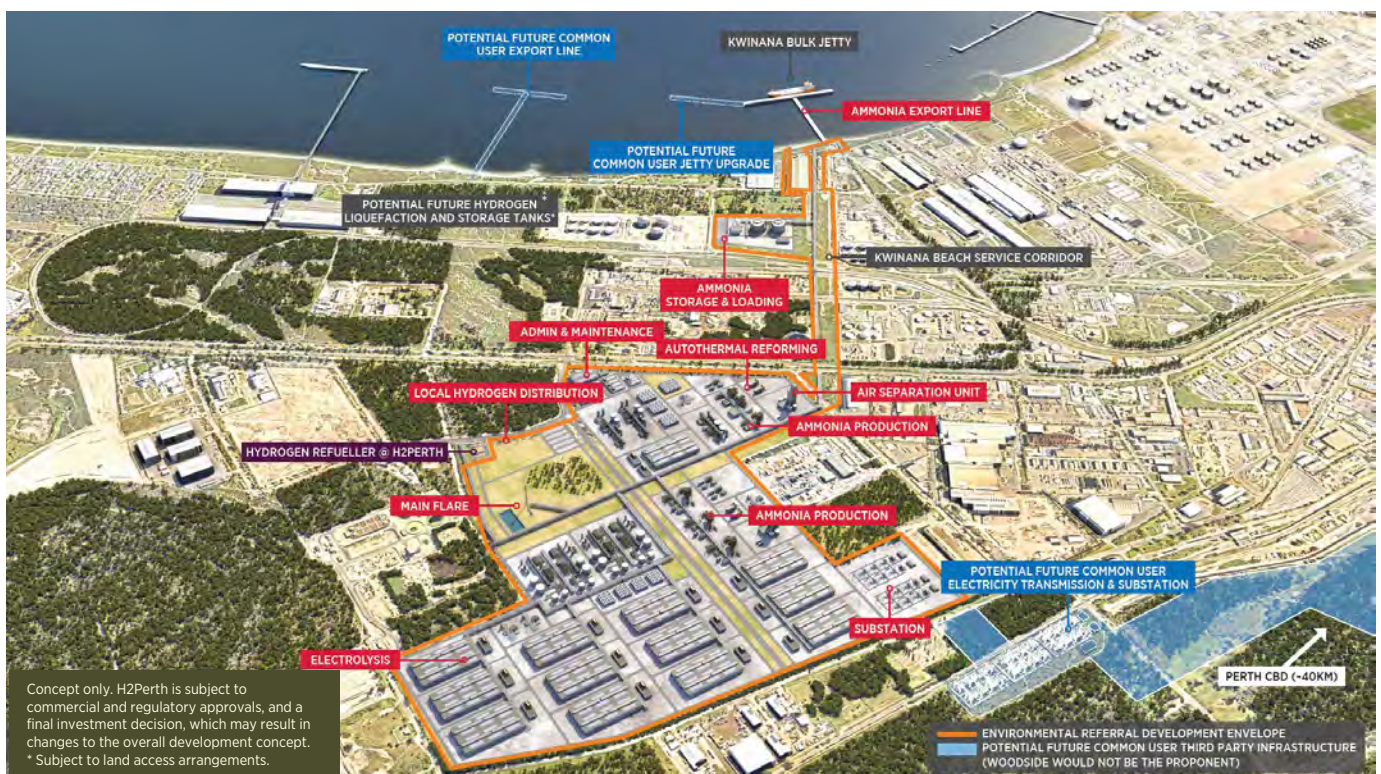 POTENTIAL FUTURE COMMON
USER EXPORT LINE
KWINANA BULK JETTY
AMMONIA EXPORT LINE
POTENTIAL FUTURE
COMMON USER JETTY UPGRADE
POTENTIAL FUTURE HYDROGEN
LIQUEFACTION AND STORAGE TANKS*
KWINANA BEACH SERVICE CORRIDOR
AMMONIA
STORAGE & LOADING
ADMIN & MAINTENANCE
AUTOTHERMAL REFORMING
LOCAL HYDROGEN DISTRIBUTION
AIR SEPARATION UNIT
AMMONIA PRODUCTION
HYDROGEN REFUELLER @ H2PERTH
MAIN FLARE
AMMONIA PRODUCTION
POTENTIAL FUTURE COMMON USER
ELECTRICITY TRANSMISSION & SUBSTATION
SUBSTATION
ELECTROLYSIS
PERTH CBD (~40KM)
Concept only. H2Perth is subject to
commercial and regulatory approvals, and a
final investment decision, which may result in
changes to the overall development concept.
* Subject to land access arrangements.
ENVIRONMENTAL REFERRAL DEVELOPMENT ENVELOPE
POTENTIAL FUTURE COMMON USER THIRD PARTY INFRASTRUCTURE
(WOODSIDE WOULD NOT BE THE PROPONENT)